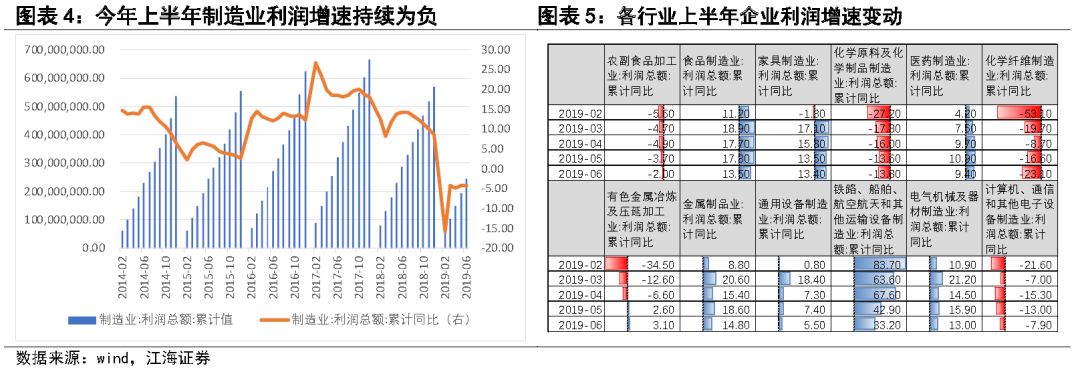 图表4：今年上半年制造业利润增速持续为负
700,000,000.00
600,000,000.00
500,000,000.00
400,000,000.00
300,000,000.00
200,000,000.00
100,000,000.00
0.00
30.00
25.00
20.00
15.00
10.00
5.00
0.00
-5.00
-10.00
-15.00
-20.00
2014-02
2014-06
2014-10
2015-02
2015-06
2015-10
2016-02
2016-06
2016-10
2017-02
2017-06
2017-10
2018-02
2018-06
2018-10
2019-02
2019-06
制造业:利润总额:累计值
制造业:利润总额:累计同比（右）
图表5：各行业上半年企业利润增速变动
农副食品加工
业:利润总额:
累计同比
食品制造业:
利润总额:累
计同比
家具制造业:
利润总额:累
计同比
化学原料及化
学制品制造
业:利润总额:
累计同比
医药制造业:
利润总额:累
计同比
化学纤维制造
业:利润总额:
累计同比
2019-02 -5.60 11.20 -1.30 -27.20 4.20 -53.10
2019-03 -4.70 18.90 17.10 -17.80 7.50 -19.70
2019-04 -4.90 17.70 15.80 -16.00 9.70 -8.70
2019-05 -3.70 17.80 13.50 -13.60 10.90 -16.60
2019-06 -2.00 13.50 13.40 -13.80 9.40 -23.10
有色金属冶炼
及压延加工
业:利润总额:
累计同比
金属制品业:
利润总额:累
计同比
通用设备制造
业:利润总额:
累计同比
铁路、船舶、
航空航天和其
他运输设备制
造业:利润总
额:累计同比
电气机械及器
材制造业:利
润总额:累计
同比
计算机、通信
和其他电子设
备制造业:利
润总额:累计
同比
2019-02 -34.50 8.80 0.80 83.70 10.90 -21.60
2019-03 -12.60 20.60 18.40 63.60 21.20 -7.00
2019-04 -6.60 15.40 7.30 67.60 14.50 -15.30
2019-05 2.60 18.60 7.40 42.90 15.90 -13.00
2019-06 3.10 14.80 5.50 33.20 13.00 -7.90
数据来源：wind，江海证券